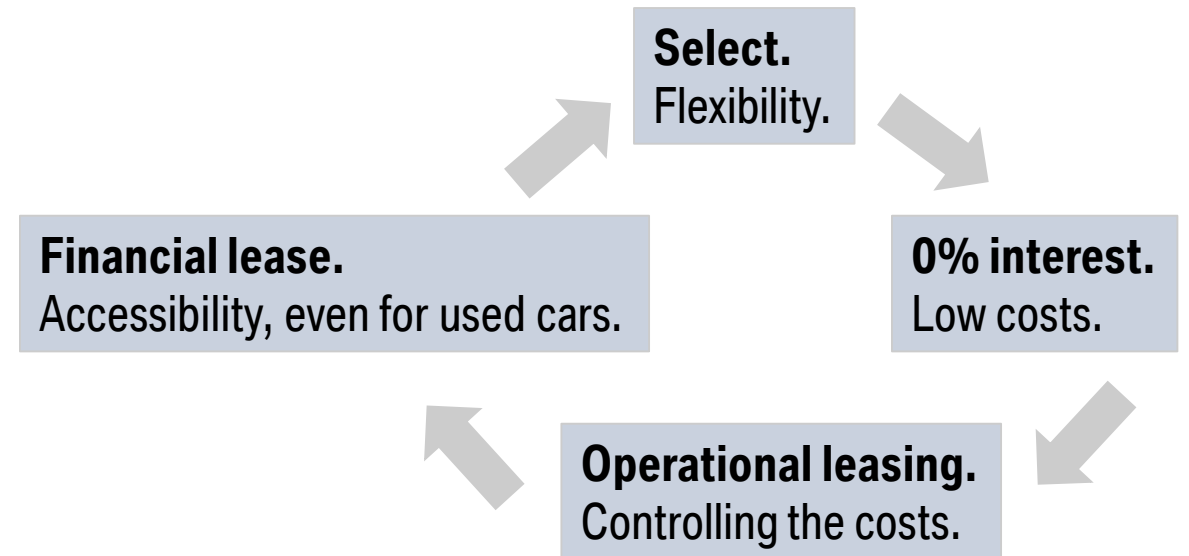 Select.
Flexibility.
Financial lease.
Accessibility, even for used cars.
0% interest.
Low costs.
Operational leasing.
Controlling the costs.